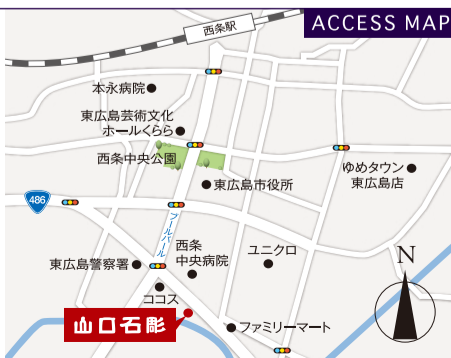 ACCESS MAP
西条駅
本永病院
東広島芸術文化
ホールくらら
西条中央公園
東広島市役所
ゆめタウン
東広島店
486
ブールバール
西条
中央病院
ユニクロ
東広島警察署
ココス
山口石彫
ファミリーマート
N